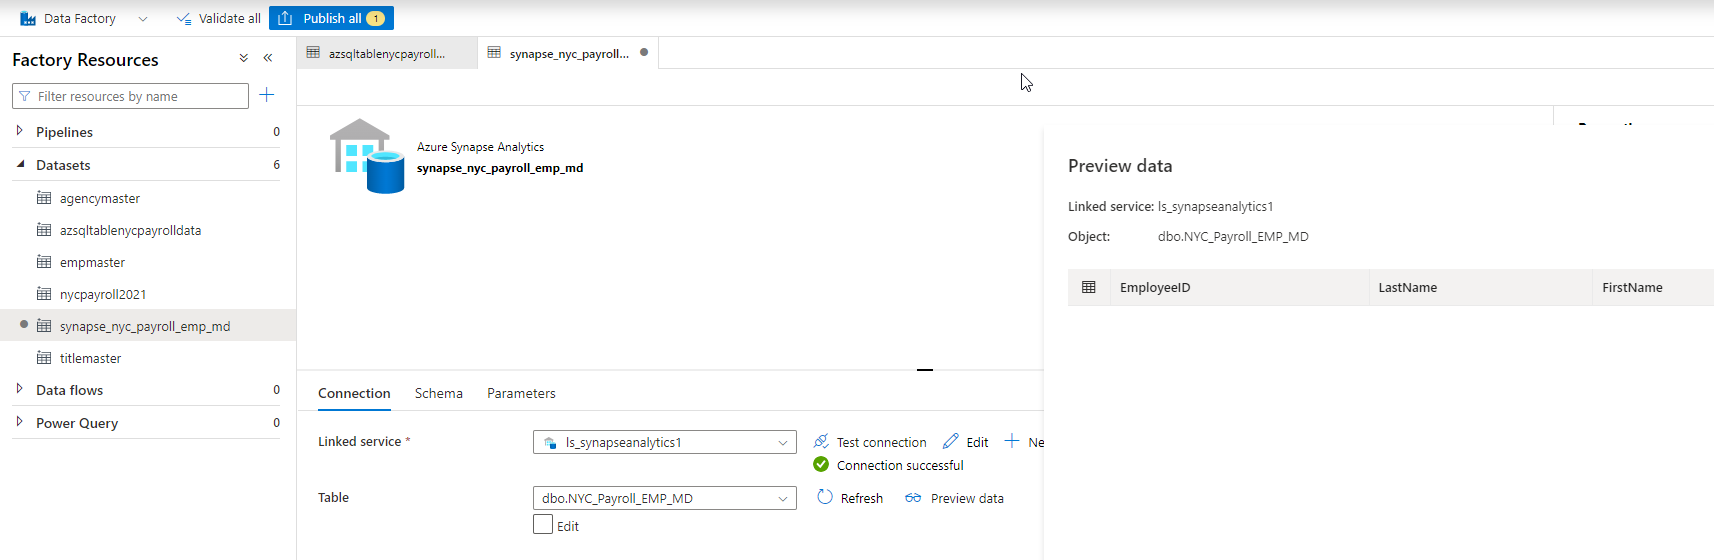 Data Factory
Validate all
Publish all 1
Factory Resources
Filter resources by name
Pipelines 0
Datasets 6
agencymaster
azsqltablenycpayrolldata
empmaster
nycpayroll2021
synapse_nyc_payroll_emp_md
titlemaster
Data flows 0
Power Query 0
azsqltablenycpayroll...
synapse_nyc_payroll...
Azure Synapse Analytics
synapse_nyc_payroll_emp_md
Connection
Schema
Parameters
Linked service *
ls_synapseanalytics1
Test connection
Edit
Ne
Connection successful
Table
dbo.NYC_Payroll_EMP_MD
Refresh
Preview data
Edit
Preview data
Linked service: ls_synapseanalytics1
Object: dbo.NYC_Payroll_EMP_MD
EmployeeID LastName FirstName